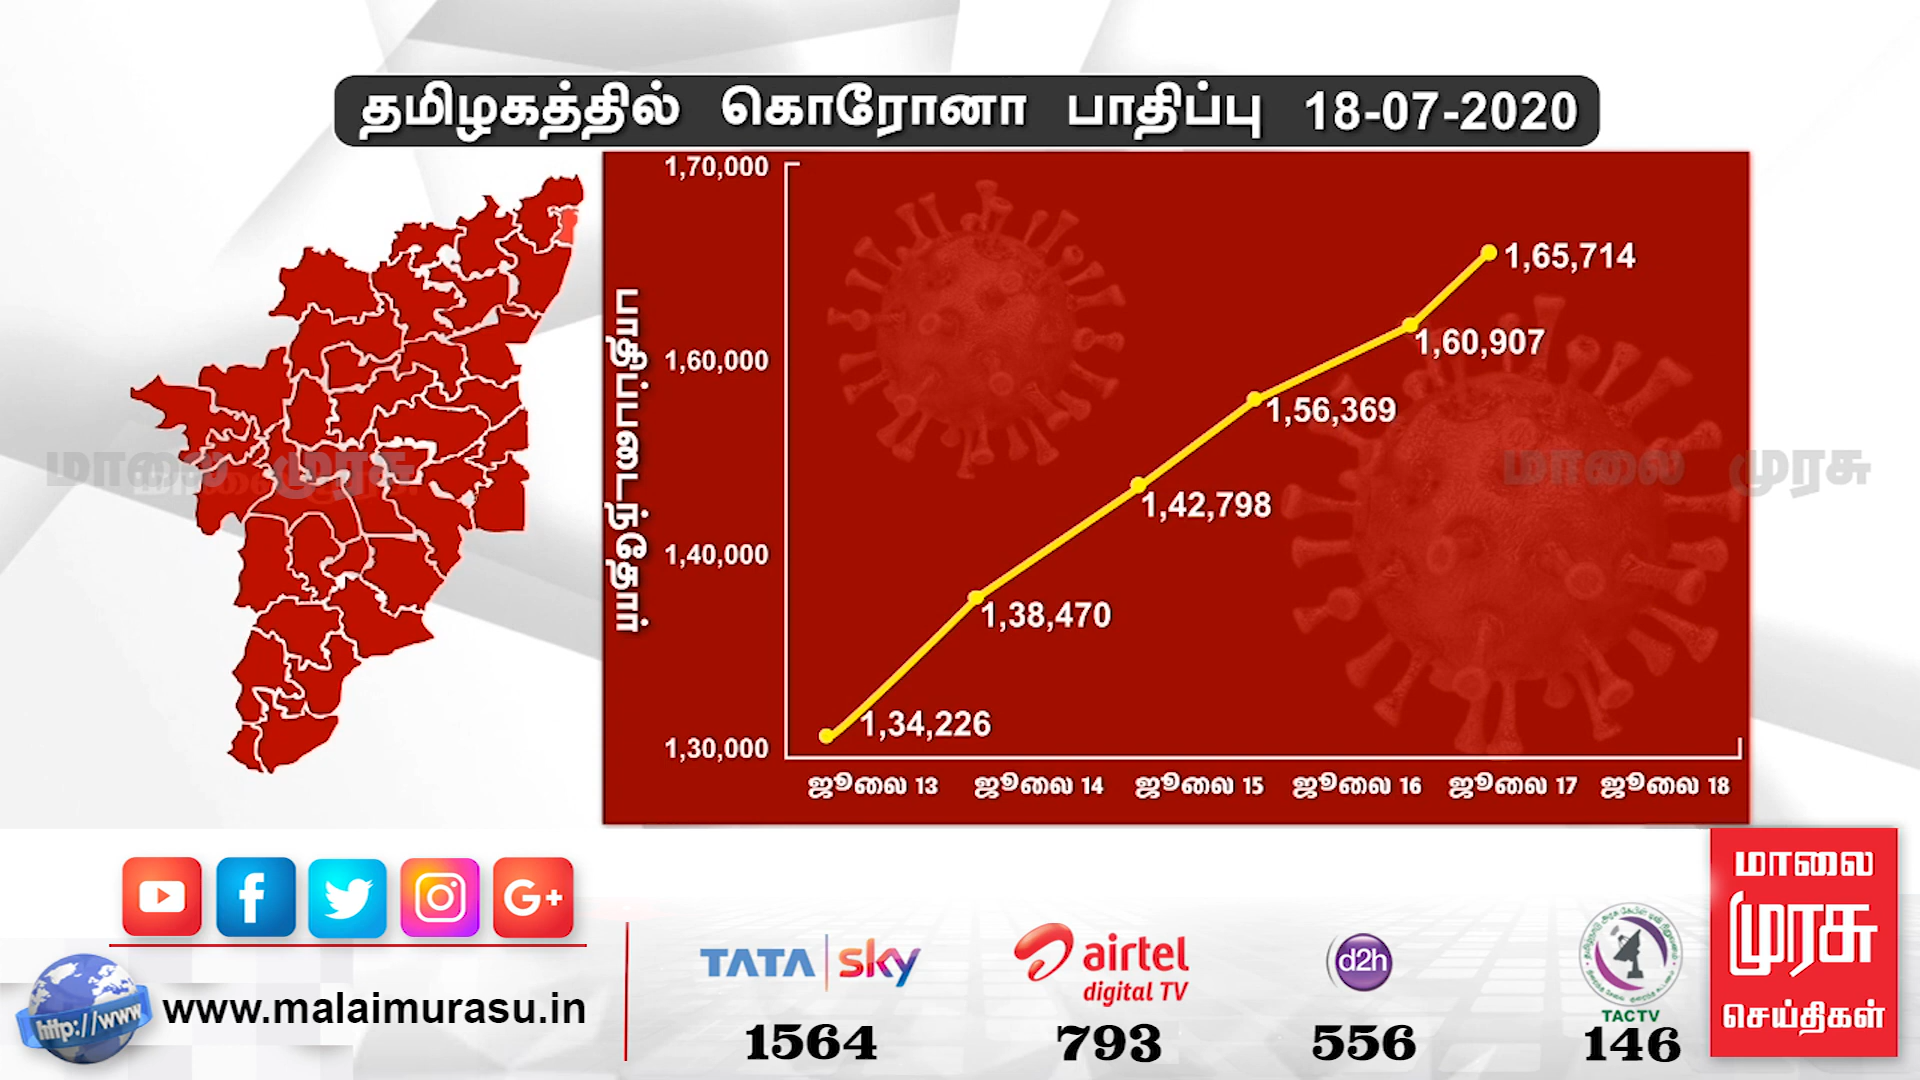 தமிழகத்தில் கொரோனா பாதிப்பு 18-07-2020
பாதிப்படைந்தோர்
1,70,000
1,60,000
1,40,000
1,30,000
1,65,714
1,60,907
1,56,369
1,42,798
1,38,470
1,34,226
ஜூலை 13 ஜூலை 14 ஜூலை 15 ஜூலை 16 ஜூலை 17 ஜூலை 18
மாலை முரசு
மாலை முரசு
G+
http://www
www.malaimurasu.in
TATA sky
1564
airtel
digital TV
793
d2h
556
TACTV
146
மாலை
முரசு
செய்திகள்